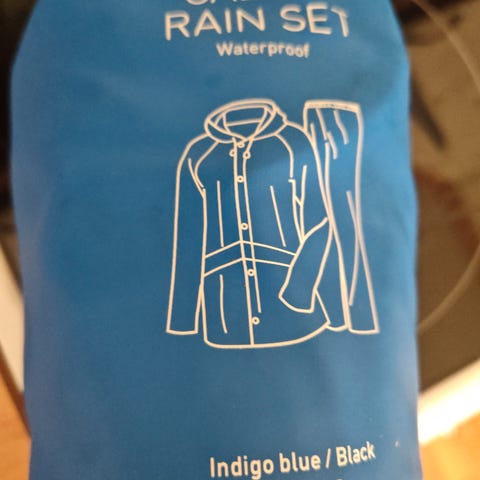 RAIN SET
Waterproof
Indigo blue / Black